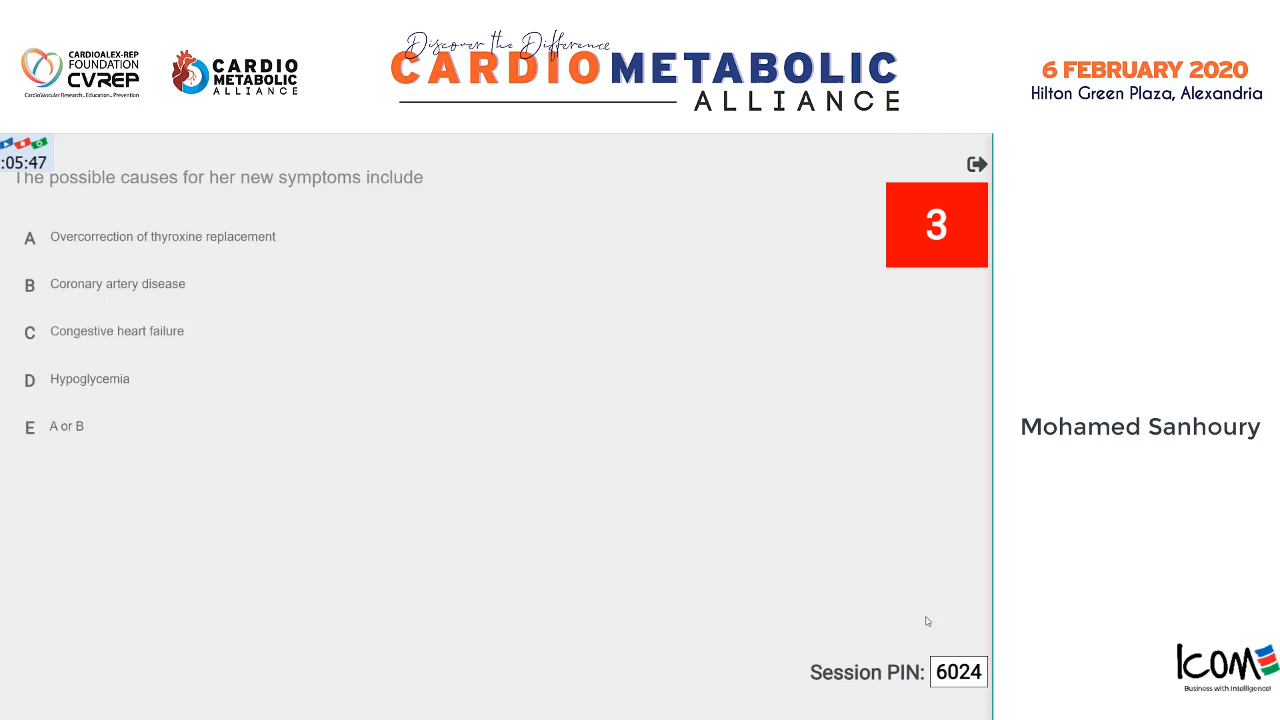 CARDIOALEX-REP
FOUNDATION
CVREP
CardioVascular Research.. Education.. Prevention
CARDIO
METABOLIC
ALLIANCE
Discover the Difference
CARDIOMETABOLIC
ALLIANCE
6 FEBRUARY 2020
Hilton Green Plaza, Alexandria
:05:47
The possible causes for her new symptoms include
3
A Overcorrection of thyroxine replacement
B Coronary artery disease
C Congestive heart failure
D Hypoglycemia
E A or B
Mohamed Sanhoury
Session PIN: 6024
ICOM
Business with Intelligence!